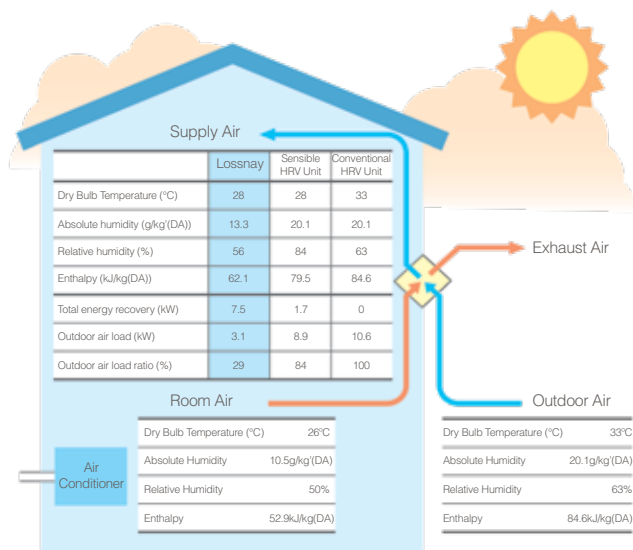 Supply Air
Lossnay Sensible HRV Unit Conventional HRV Unit
Dry Bulb Temperature (°C) 28 28 33
Absolute humidity (g/kg'(DA)) 13.3 20.1 20.1
Relative humidity (%) 56 84 63
Enthalpy (kJ/kg(DA)) 62.1 79.5 84.6
Total energy recovery (kW) 7.5 1.7 0
Outdoor air load (kW) 3.1 8.9 10.6
Outdoor air load ratio (%) 29 84 100
Exhaust Air
Room Air
Dry Bulb Temperature (°C) 26°C
Absolute Humidity 10.5g/kg'(DA)
Relative Humidity 50%
Enthalpy 52.9kJ/kg(DA)
Air
Conditioner
Outdoor Air
Dry Bulb Temperature (°C) 33°C
Absolute Humidity 20.1g/kg'(DA)
Relative Humidity 63%
Enthalpy 84.6kJ/kg(DA)